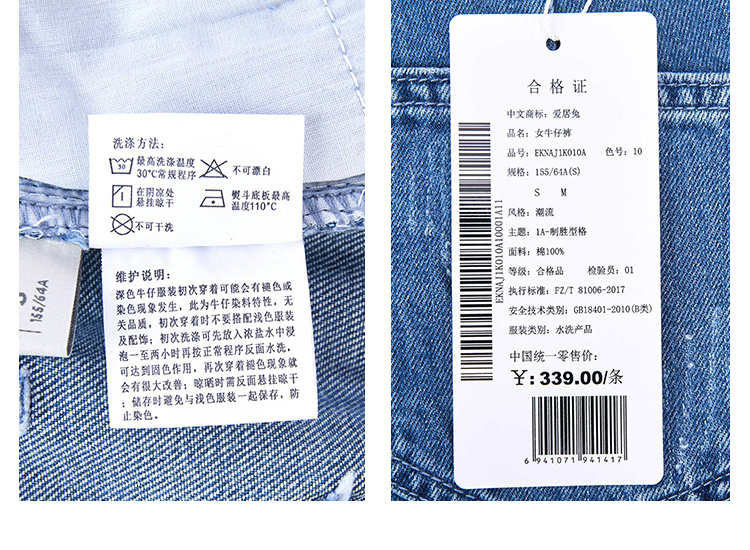 洗涤方法:
30
最高洗涤温度
30℃常规程序
不可漂白
在阴凉处
悬挂晾干
熨斗底板最高
温度110℃
不可干洗
维护说明:
深色牛仔服装初次穿着可能会有褪色或
染色现象发生，此为牛仔染料特性，无
关品质，初次穿着时不要搭配浅色服装
及配饰；初次洗涤可先放入浓盐水中浸
泡一至两小时再按正常程序反面水洗，
可达到固色作用，再次穿着褪色现象就
会有很大改善；晾晒时需反面悬挂晾干
；储存时避免与浅色服装一起保存，防
止染色。
155/64A
合格证
中文商标: 爱居兔
品名: 女牛仔裤
品号: EKNAJ1K010A 色号: 10
规格: 155/64A(S)
S M
风格: 潮流
主题: 1A-制胜型格
面料: 棉100%
等级: 合格品 检验员: 01
执行标准: FZ/T 81006-2017
安全技术类别: GB18401-2010(B类)
服装类别: 水洗产品
中国统一零售价:
¥: 339.00/条
6 941071 941417
EKNAJ1K010A10001A11